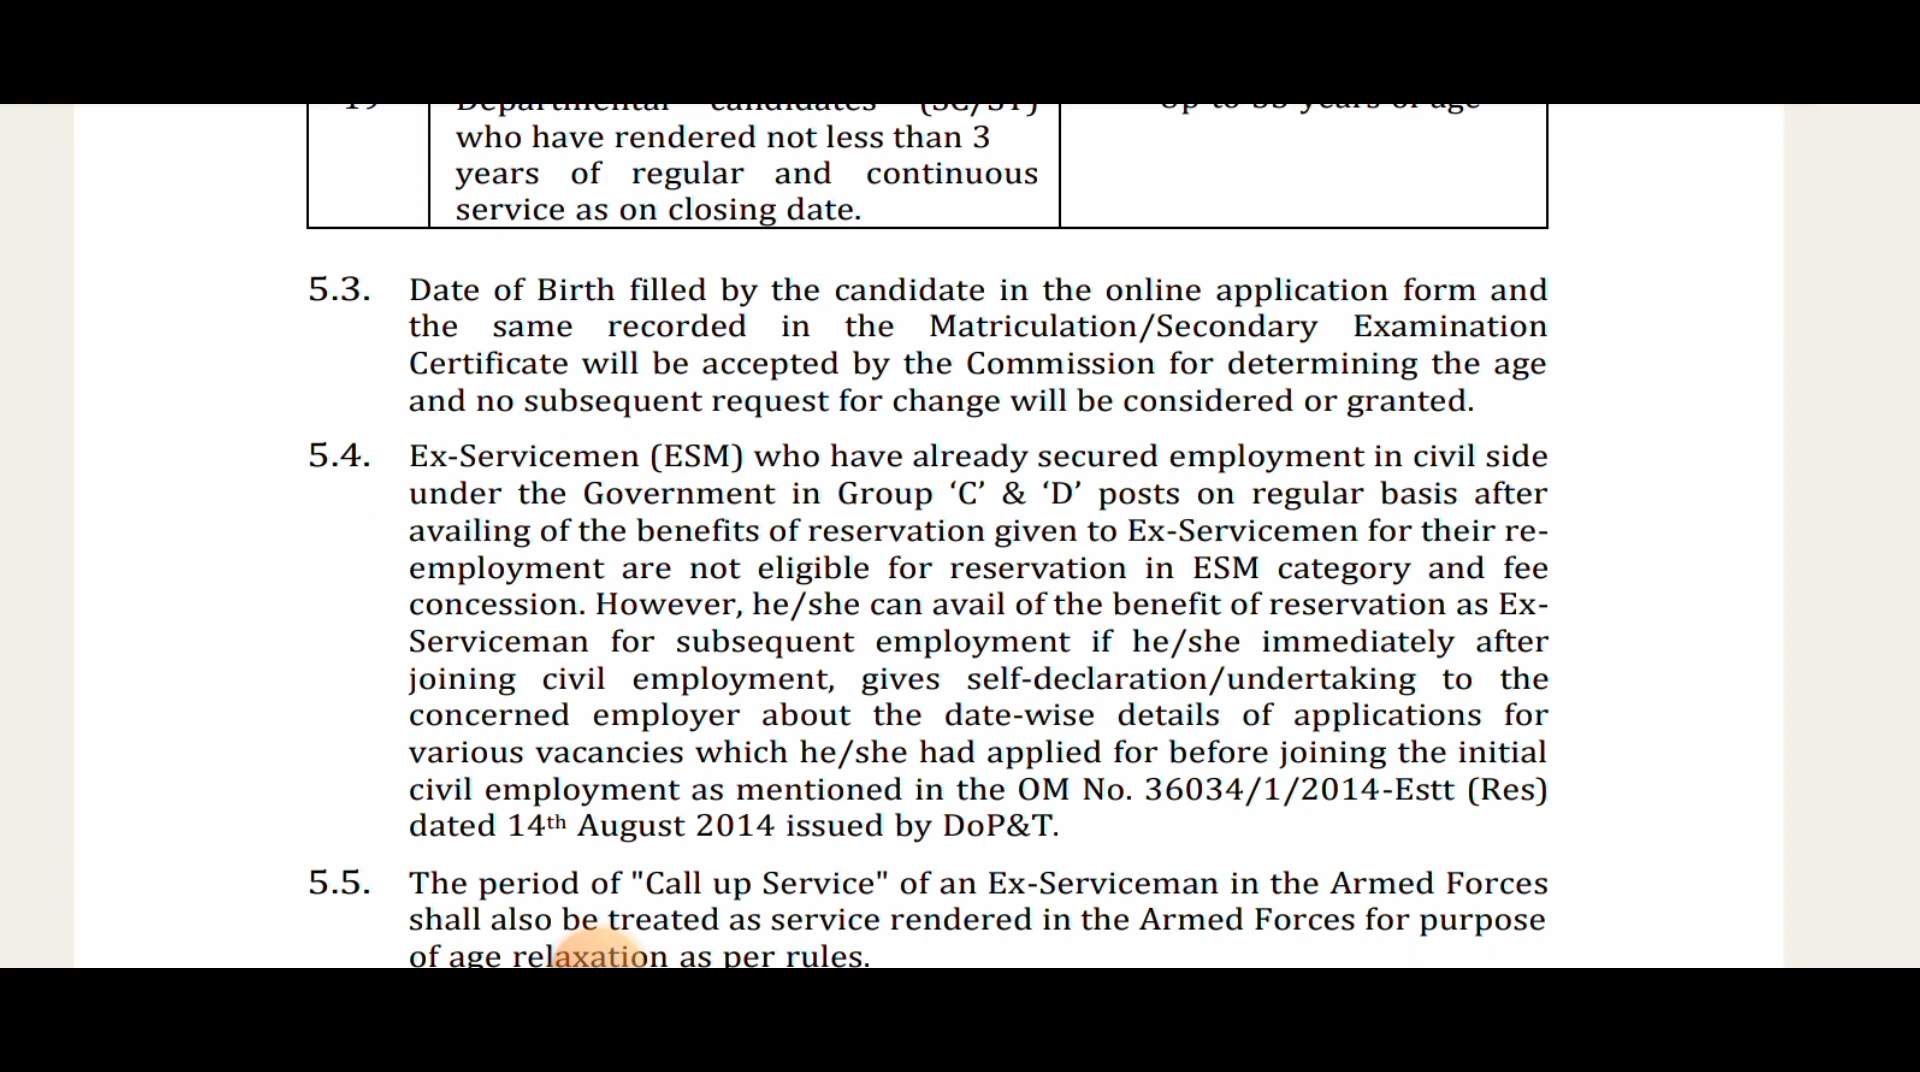 19 Departmental candidates (SC/ST) Up to
years of age
who have rendered not less than 3
years of regular and continuous
service as on closing date.
5.3. Date of Birth filled by the candidate in the online application form and
the same recorded in the Matriculation/Secondary Examination
Certificate will be accepted by the Commission for determining the age
and no subsequent request for change will be considered or granted.
5.4. Ex-Servicemen (ESM) who have already secured employment in civil side
under the Government in Group ‘C’ & ‘D’ posts on regular basis after
availing of the benefits of reservation given to Ex-Servicemen for their re-
employment are not eligible for reservation in ESM category and fee
concession. However, he/she can avail of the benefit of reservation as Ex-
Serviceman for subsequent employment if he/she immediately after
joining civil employment, gives self-declaration/undertaking to the
concerned employer about the date-wise details of applications for
various vacancies which he/she had applied for before joining the initial
civil employment as mentioned in the OM No. 36034/1/2014-Estt (Res)
dated 14th August 2014 issued by DoP&T.
5.5. The period of "Call up Service" of an Ex-Serviceman in the Armed Forces
shall also be treated as service rendered in the Armed Forces for purpose
of age relaxation as per rules.